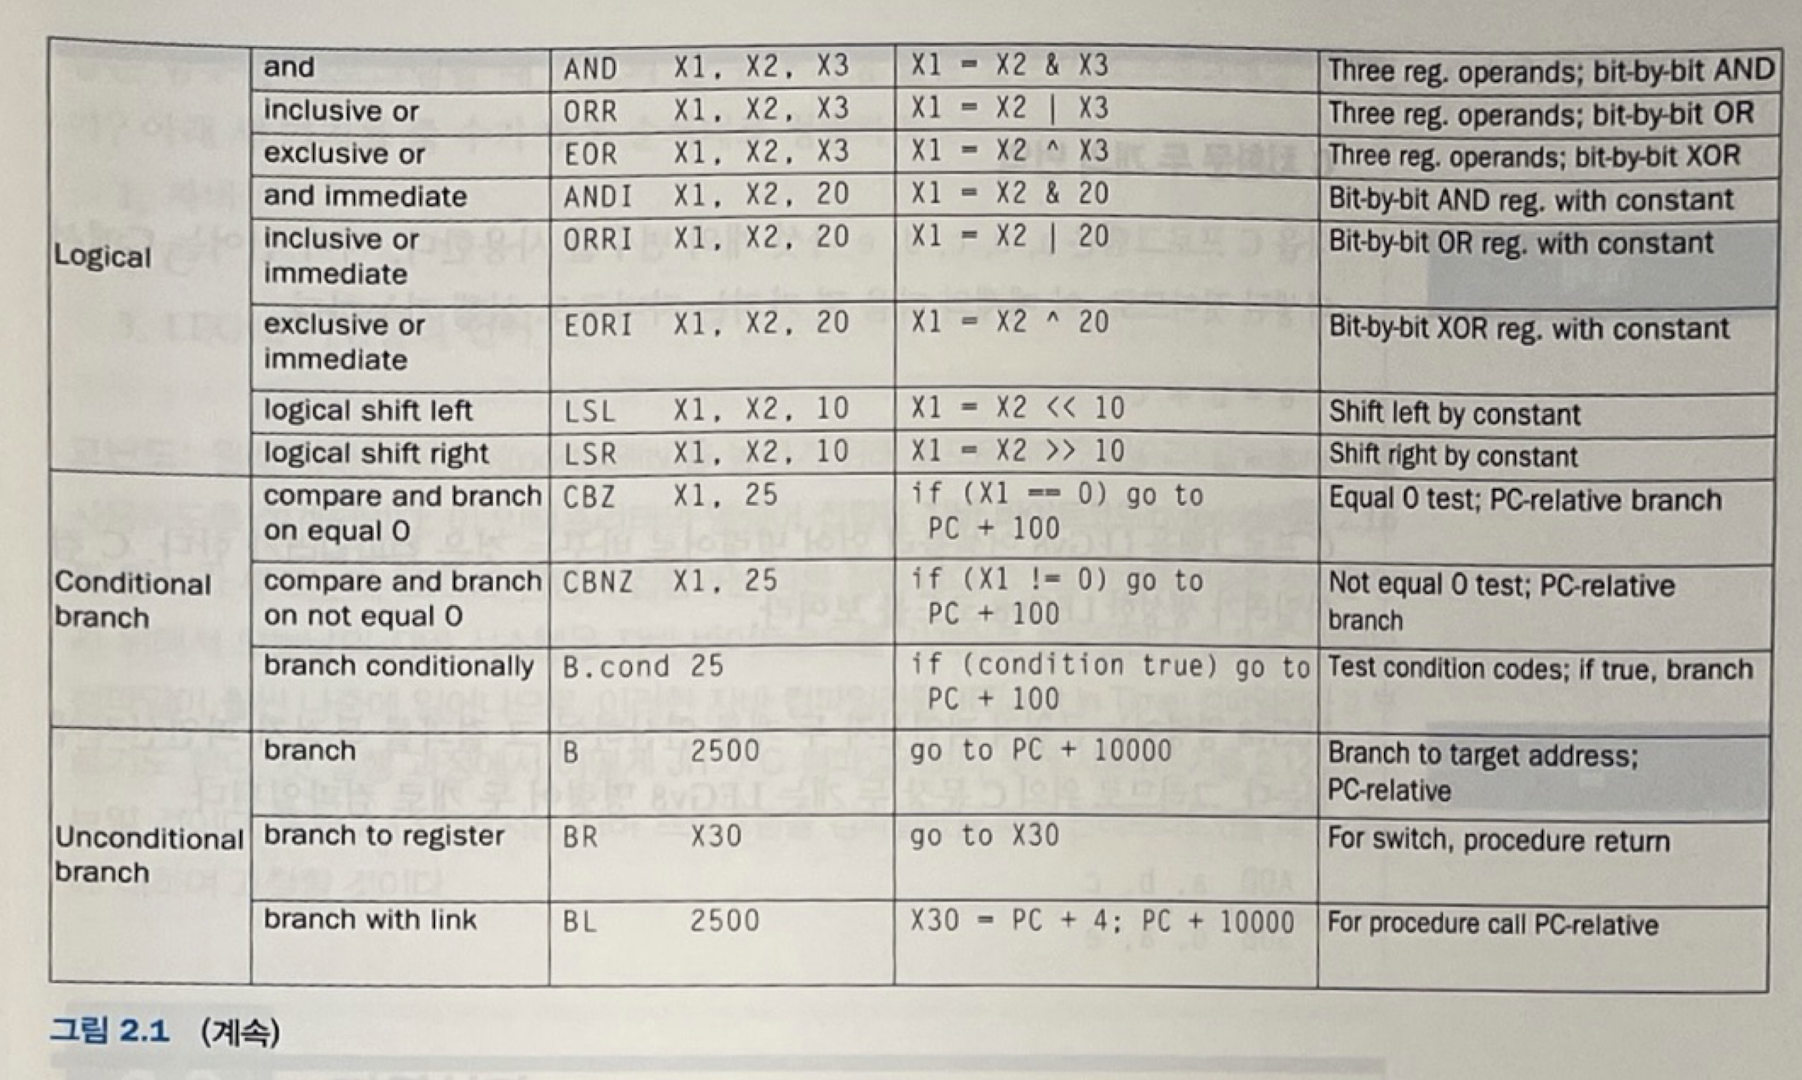 and AND X1, X2, X3 X1 = X2 & X3 Three reg. operands; bit-by-bit AND
inclusive or ORR X1, X2, X3 X1 = X2 | X3 Three reg. operands; bit-by-bit OR
exclusive or EOR X1, X2, X3 X1 = X2 ^ X3 Three reg. operands; bit-by-bit XOR
and immediate ANDI X1, X2, 20 X1 = X2 & 20 Bit-by-bit AND reg. with constant
Logical
inclusive or ORRI X1, X2, 20 X1 = X2 | 20 Bit-by-bit OR reg. with constant
immediate
exclusive or EORI X1, X2, 20 X1 = X2 ^ 20 Bit-by-bit XOR reg. with constant
immediate
logical shift left LSL X1, X2, 10 X1 = X2 << 10 Shift left by constant
logical shift right LSR X1, X2, 10 X1 = X2 >> 10 Shift right by constant
compare and branch CBZ X1, 25 if (X1 == 0) go to Equal 0 test; PC-relative branch
on equal 0 PC + 100
Conditional compare and branch CBNZ X1, 25 if (X1 != 0) go to Not equal 0 test; PC-relative
branch on not equal 0 PC + 100 branch
branch conditionally B.cond 25 if (condition true) go to Test condition codes; if true, branch
PC + 100
branch B 2500 go to PC + 10000 Branch to target address;
PC-relative
Unconditional branch to register BR X30 go to X30 For switch, procedure return
branch
branch with link BL 2500 X30 = PC + 4; PC + 10000 For procedure call PC-relative
그림 2.1 (계속)